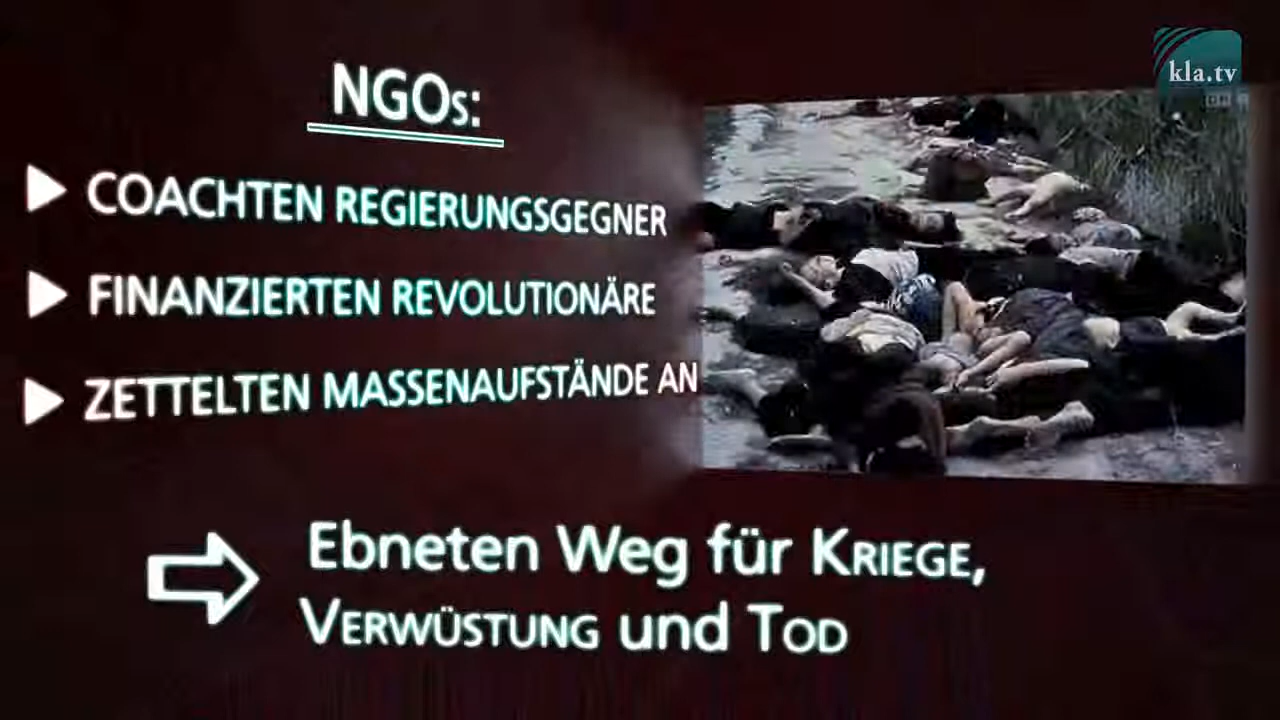 kla.tv
NGOs:
COACHTEN REGIERUNGSGEGNER
FINANZIERTEN REVOLUTIONÄRE
ZETTELTEN MASSENAUFSTÄNDE AN
Ebneten Weg für KRIEGE,
VERWÜSTUNG und TOD